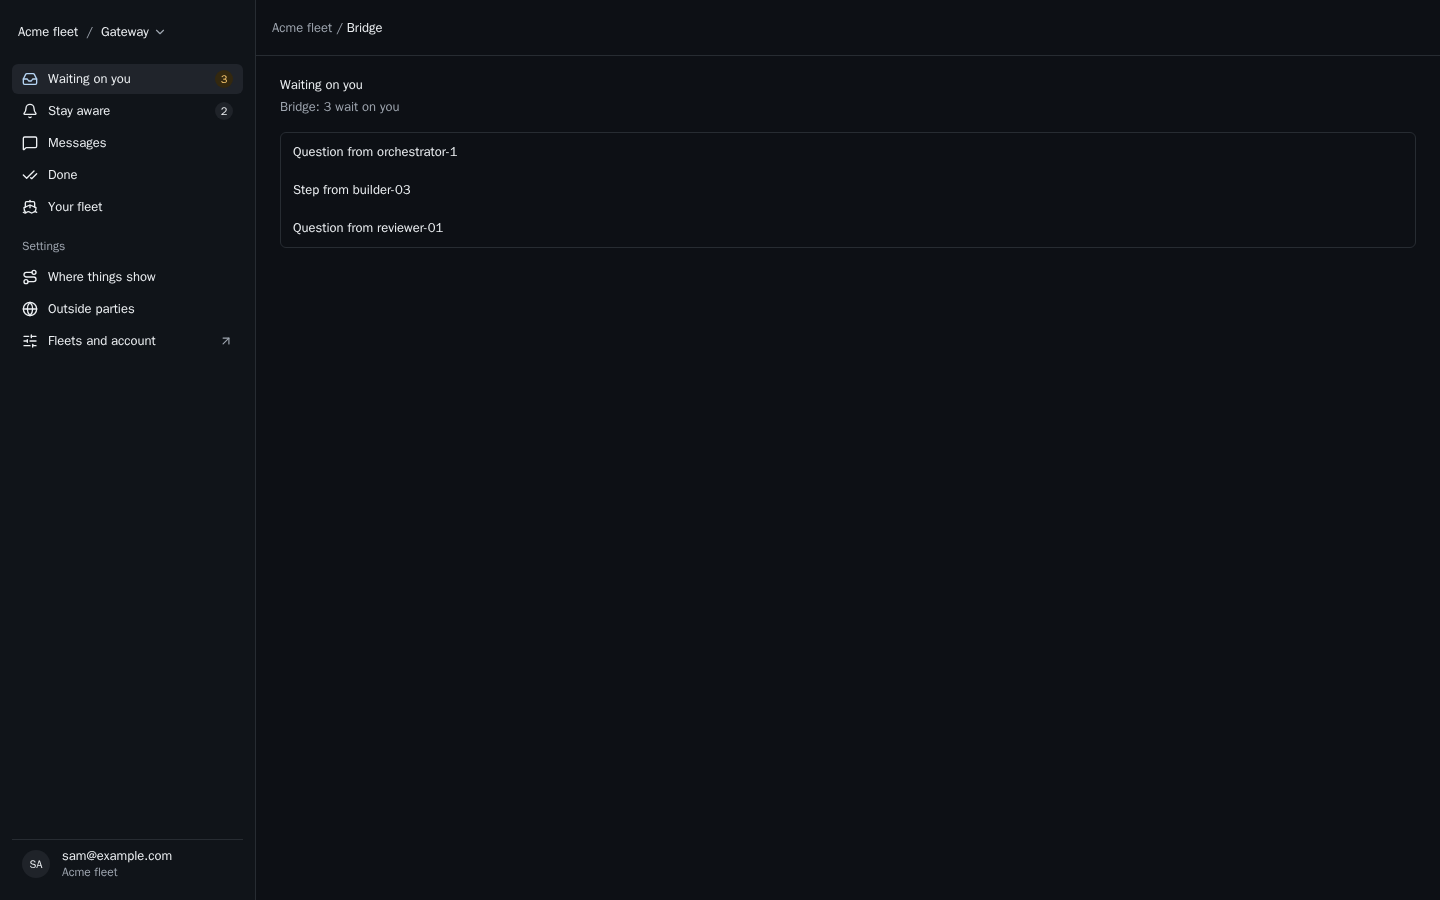 Acme fleet / Gateway
Waiting on you 3
Stay aware 2
Messages
Done
Your fleet
Settings
Where things show
Outside parties
Fleets and account
SA
sam@example.com
Acme fleet
Acme fleet / Bridge
Waiting on you
Bridge: 3 wait on you
Question from orchestrator-1
Step from builder-03
Question from reviewer-01